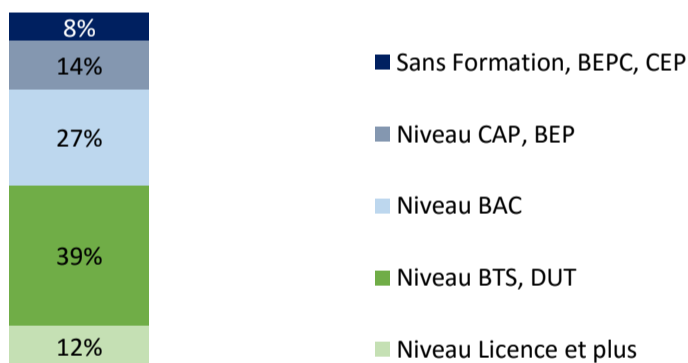 8%
14%
27%
39%
12%
Sans Formation, BEPC, CEP
Niveau CAP, BEP
Niveau BAC
Niveau BTS, DUT
Niveau Licence et plus